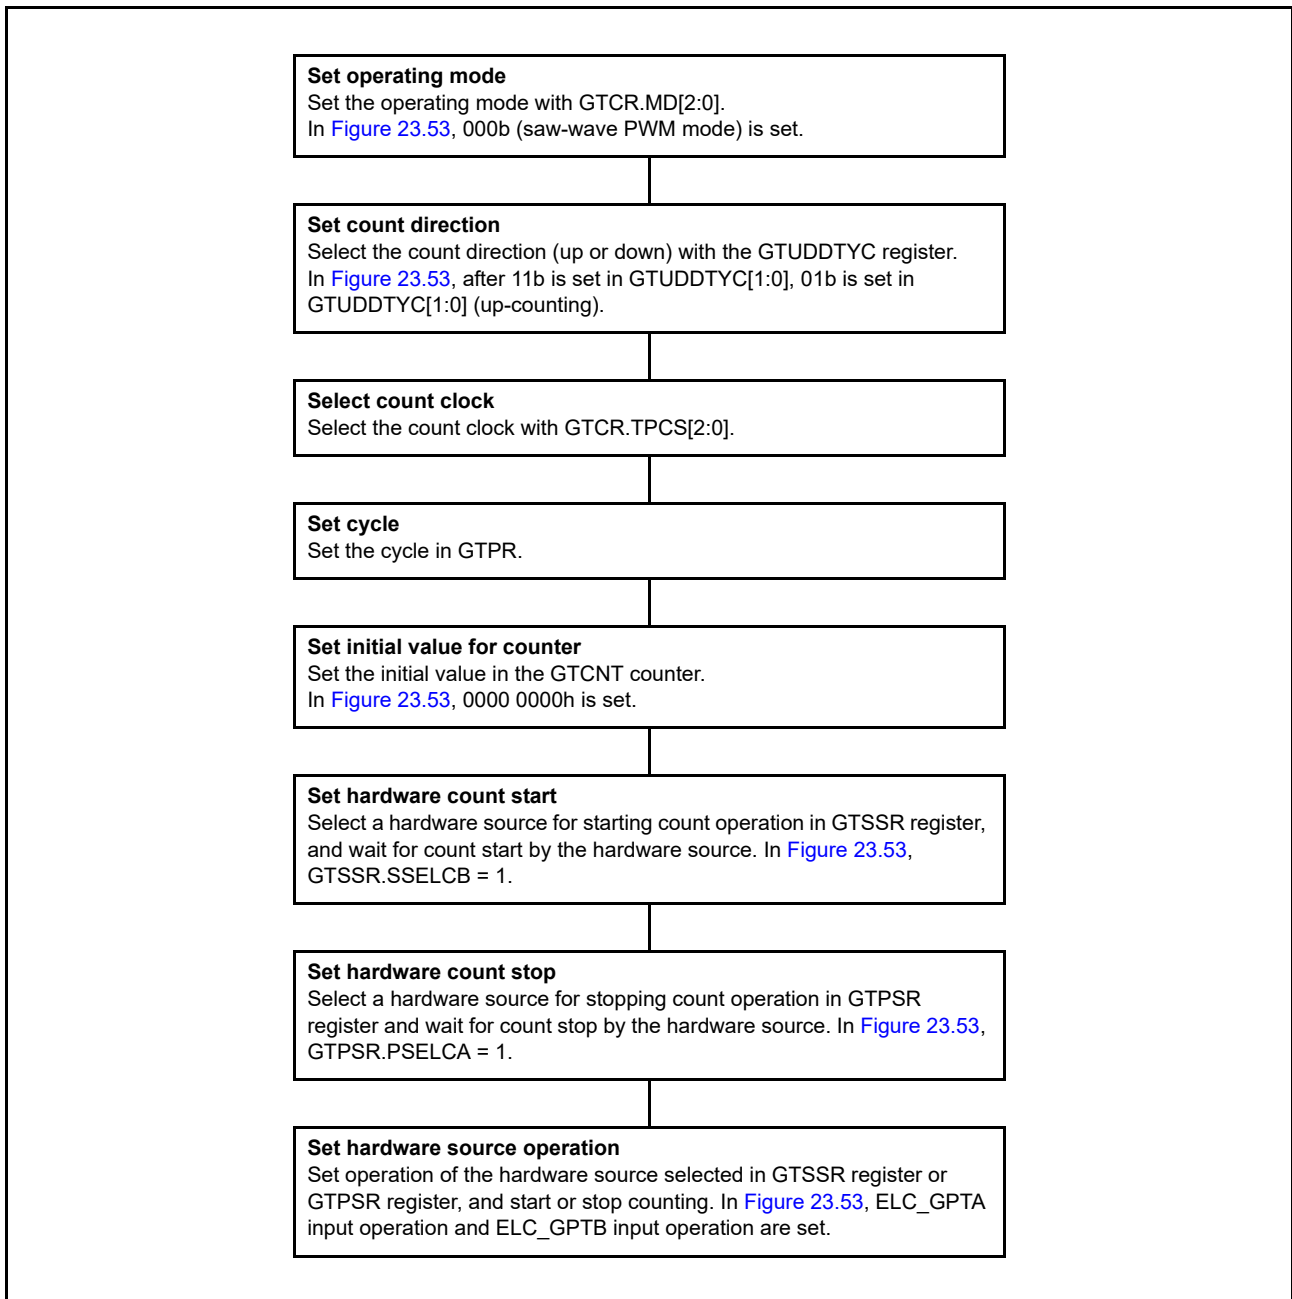 Set operating mode
Set the operating mode with GTCR.MD[2:0].
In Figure 23.53, 000b (saw-wave PWM mode) is set.
Set count direction
Select the count direction (up or down) with the GTUDDTYC register.
In Figure 23.53, after 11b is set in GTUDDTYC[1:0], 01b is set in
GTUDDTYC[1:0] (up-counting).
Select count clock
Select the count clock with GTCR.TPCS[2:0].
Set cycle
Set the cycle in GTPR.
Set initial value for counter
Set the initial value in the GTCNT counter.
In Figure 23.53, 0000 0000h is set.
Set hardware count start
Select a hardware source for starting count operation in GTSSR register,
and wait for count start by the hardware source. In Figure 23.53,
GTSSR.SSELCB = 1.
Set hardware count stop
Select a hardware source for stopping count operation in GTPSR
register and wait for count stop by the hardware source. In Figure 23.53,
GTPSR.PSELCA = 1.
Set hardware source operation
Set operation of the hardware source selected in GTSSR register or
GTPSR register, and start or stop counting. In Figure 23.53, ELC_GPTA
input operation and ELC_GPTB input operation are set.